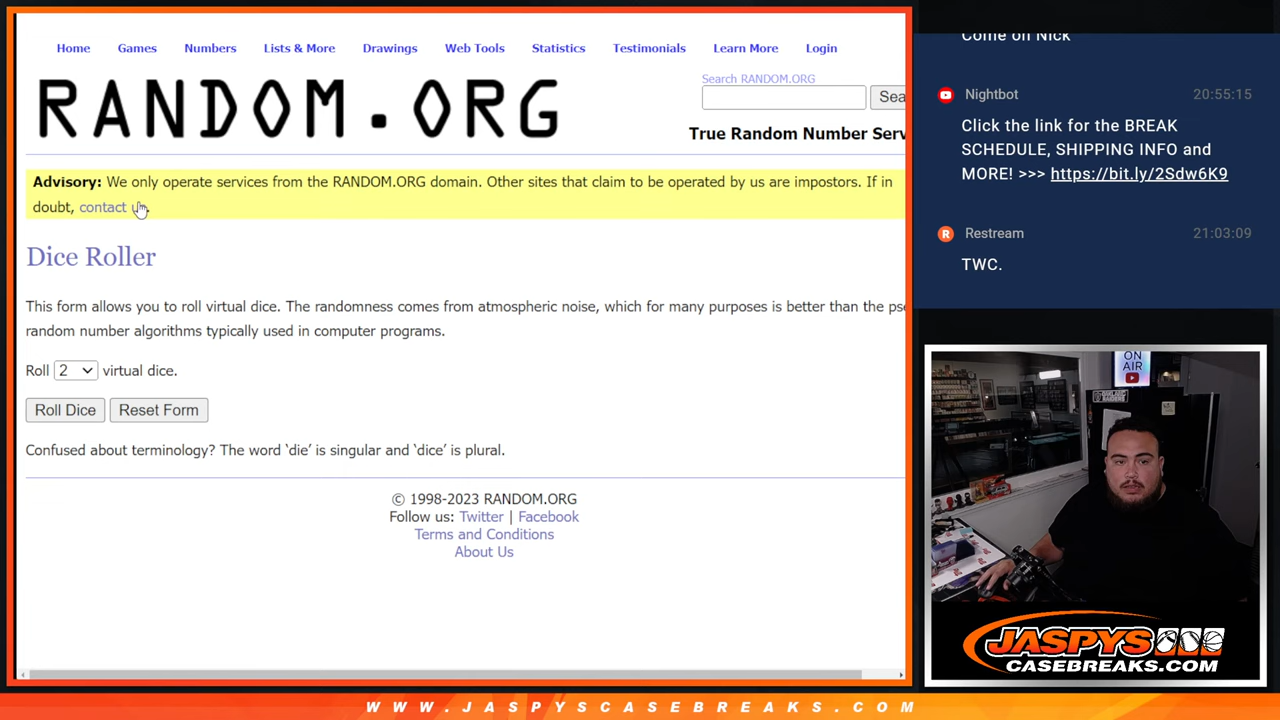 Home Games Numbers Lists & More Drawings Web Tools Statistics Testimonials Learn More Login
RANDOM.ORG
Search RANDOM.ORG
Sea
True Random Number Serv
Advisory: We only operate services from the RANDOM.ORG domain. Other sites that claim to be operated by us are impostors. If in
doubt, contact us.
Dice Roller
This form allows you to roll virtual dice. The randomness comes from atmospheric noise, which for many purposes is better than the pse
random number algorithms typically used in computer programs.
Roll 2 virtual dice.
Roll Dice Reset Form
Confused about terminology? The word ‘die’ is singular and ‘dice’ is plural.
© 1998-2023 RANDOM.ORG
Follow us: Twitter | Facebook
Terms and Conditions
About Us
Come on Nick
Nightbot 20:55:15
Click the link for the BREAK
SCHEDULE, SHIPPING INFO and
MORE! >>> https://bit.ly/2Sdw6K9
Restream 21:03:09
TWC.
ON
AIR
JASPYS
CASEBREAKS.COM
WWW.JASPYSCASEBREAKS.COM